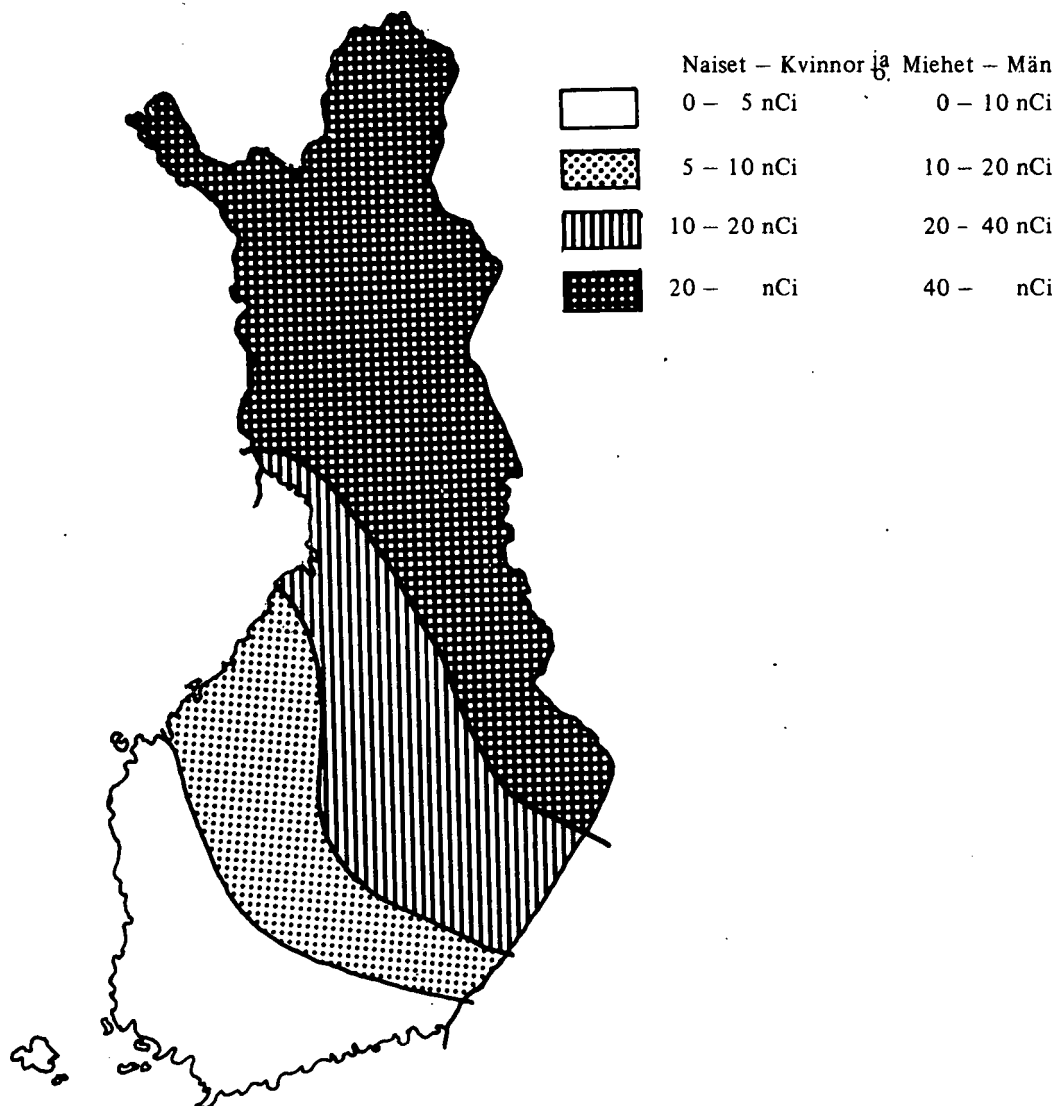 Naiset – Kvinnor ja o. Miehet – Män
0 – 5 nCi 0 – 10 nCi
5 – 10 nCi 10 – 20 nCi
10 – 20 nCi 20 - 40 nCi
20 – nCi 40 - nCi